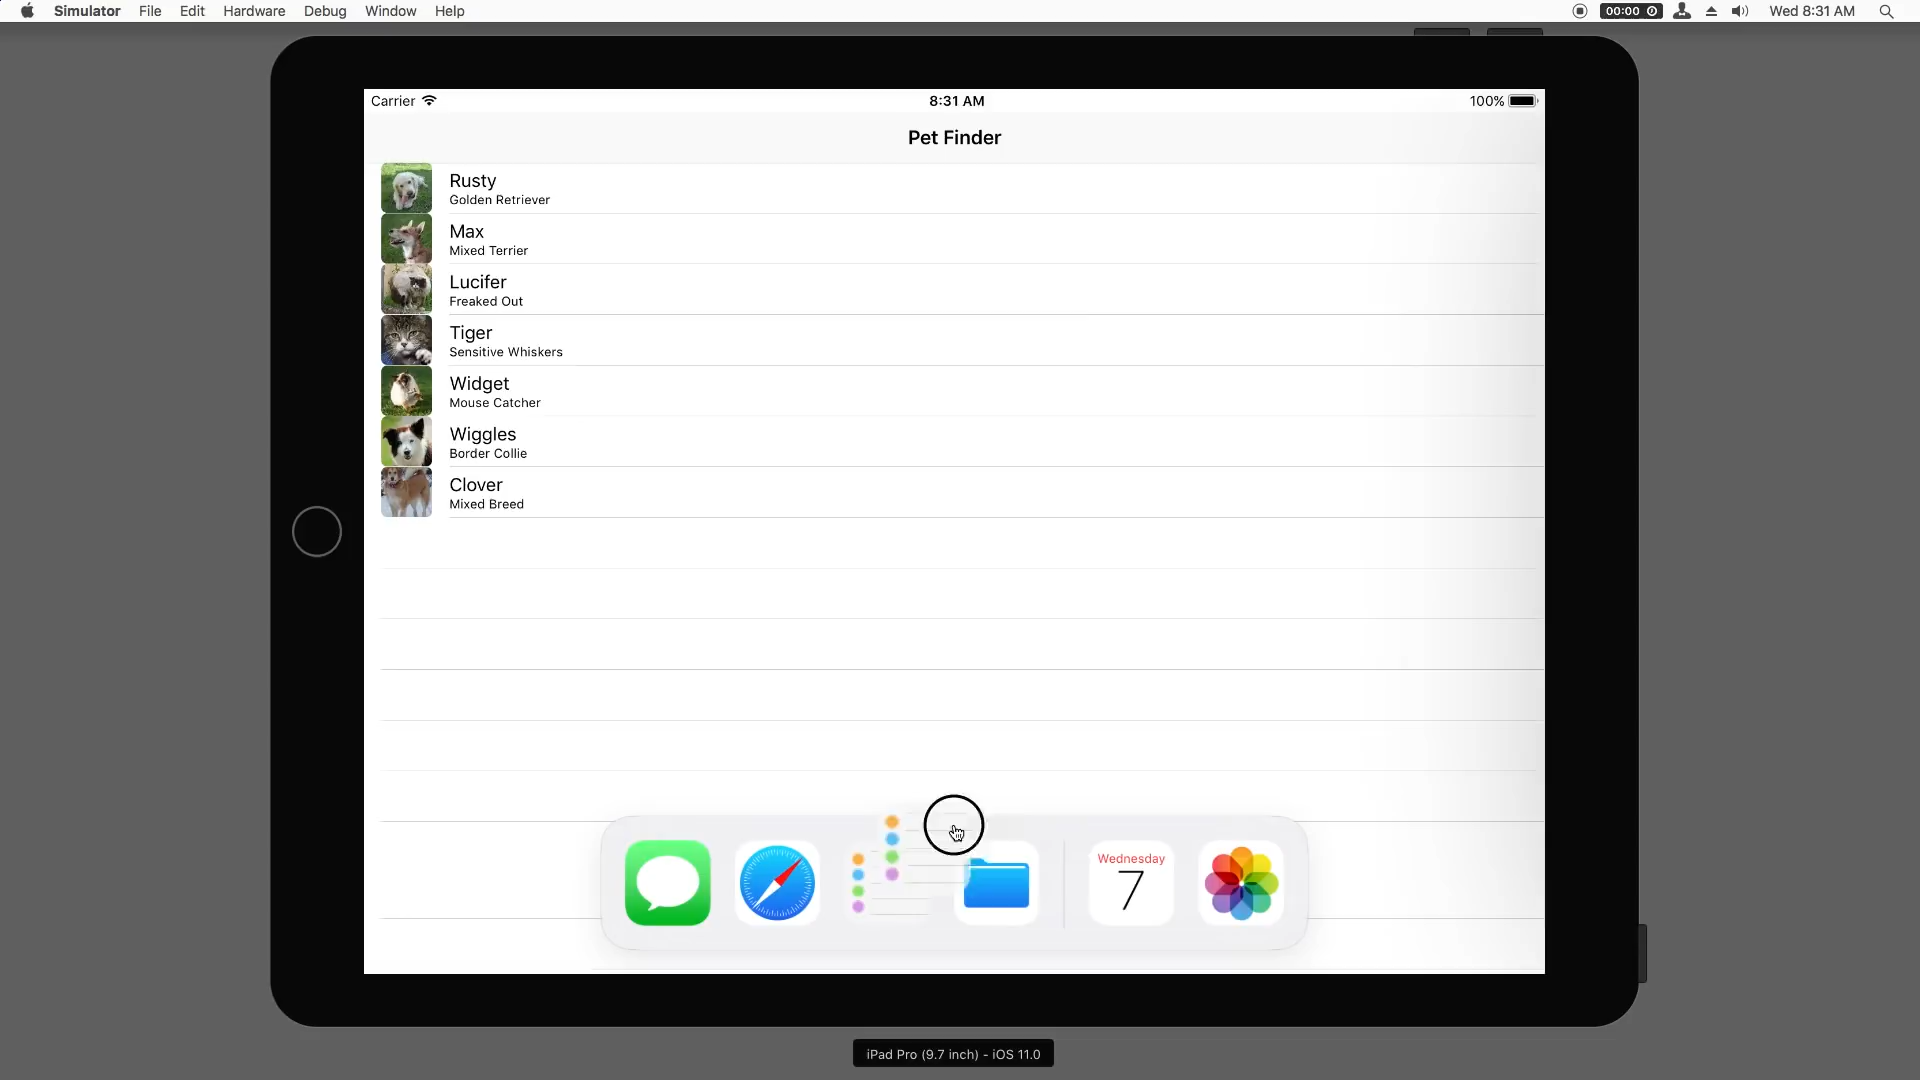 Simulator File Edit Hardware Debug Window Help 00:00 Wed 8:31 AM
Carrier 8:31 AM 100%
Pet Finder
Rusty
Golden Retriever
Max
Mixed Terrier
Lucifer
Freaked Out
Tiger
Sensitive Whiskers
Widget
Mouse Catcher
Wiggles
Border Collie
Clover
Mixed Breed
Wednesday
7
iPad Pro (9.7 inch) - iOS 11.0